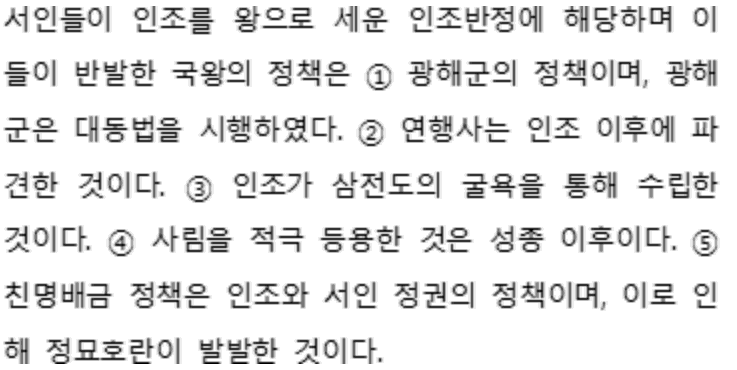 서인들이 인조를 왕으로 세운 인조반정에 해당하며 이
들이 반발한 국왕의 정책은 ① 광해군의 정책이며, 광해
군은 대동법을 시행하였다. ② 연행사는 인조 이후에 파
견한 것이다. ③ 인조가 삼전도의 굴욕을 통해 수립한
것이다. ④ 사림을 적극 등용한 것은 성종 이후이다. ⑤
친명배금 정책은 인조와 서인 정권의 정책이며, 이로 인
해 정묘호란이 발발한 것이다.